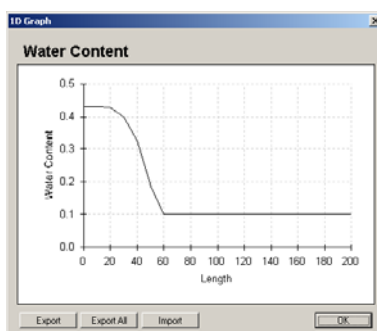 1D Graph
Water Content
0.5
0.4
0.3
0.2
0.1
0.0
Water Content
0 20 40 60 80 100 120 140 160 180 200
Length
Export Export All Import OK